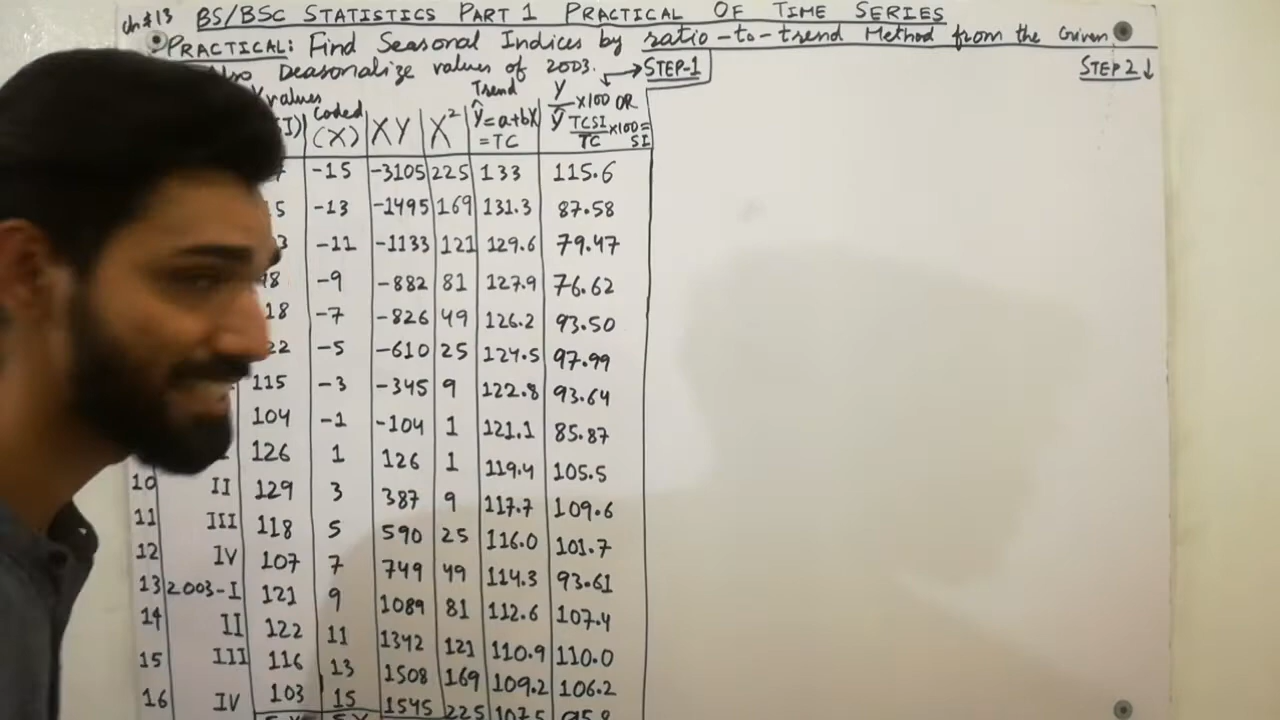 ch # 13 BS/BSC STATISTICS PART 1 PRACTICAL OF TIME SERIES
PRACTICAL: Find Seasonal Indices by ratio-to-trend Method from the Given
Deasonalize values of 2003. STEP-1 STEP 2 ↓
values Coded (X) XY X² Trend Ŷ=a+bX =TC Y/Ŷ ×100 OR TCSI/TC ×100= SI
-15 -3105 225 133 115.6
5 -13 -1495 169 131.3 87.58
3 -11 -1133 121 129.6 79.47
98 -9 -882 81 127.9 76.62
18 -7 -826 49 126.2 93.50
22 -5 -610 25 124.5 97.99
115 -3 -345 9 122.8 93.64
104 -1 -104 1 121.1 85.87
126 1 126 1 119.4 105.5
10 II 129 3 387 9 117.7 109.6
11 III 118 5 590 25 116.0 101.7
12 IV 107 7 749 49 114.3 93.61
13 2003-I 121 9 1089 81 112.6 107.4
14 II 122 11 1342 121 110.9 110.0
15 III 116 13 1508 169 109.2 106.2
16 IV 103 15 1545 225 107.5 95.8